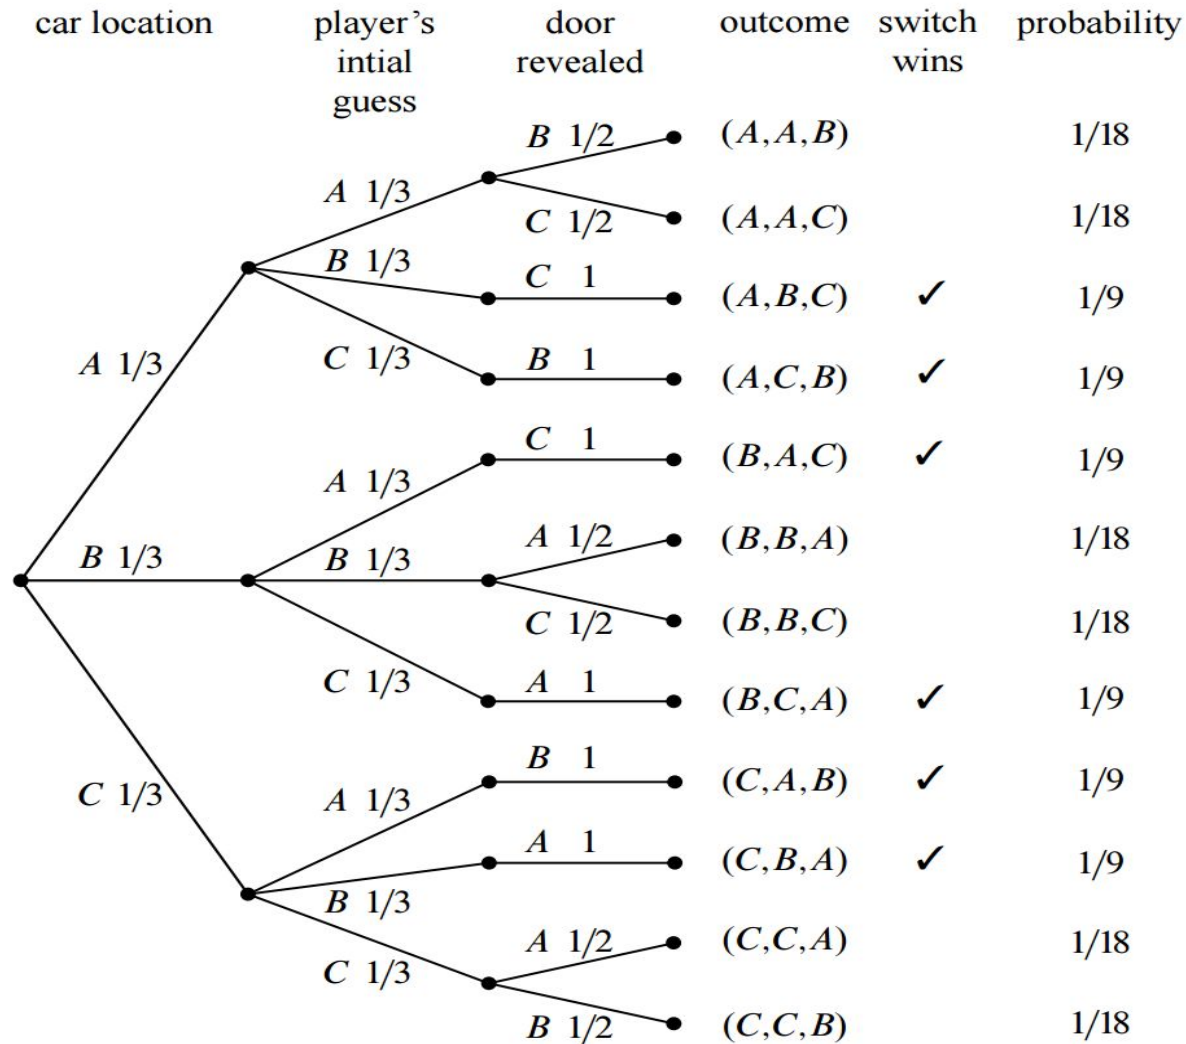 car location player’s intial guess door revealed outcome switch wins probability
B 1/2 (A,A,B) 1/18
A 1/3
C 1/2 (A,A,C) 1/18
B 1/3 C 1 (A,B,C) ✓ 1/9
A 1/3 C 1/3 B 1 (A,C,B) ✓ 1/9
C 1 (B,A,C) ✓ 1/9
A 1/3
A 1/2 (B,B,A) 1/18
B 1/3 B 1/3
C 1/2 (B,B,C) 1/18
C 1/3 A 1 (B,C,A) ✓ 1/9
B 1 (C,A,B) ✓ 1/9
C 1/3 A 1/3
A 1 (C,B,A) ✓ 1/9
B 1/3
A 1/2 (C,C,A) 1/18
C 1/3
B 1/2 (C,C,B) 1/18